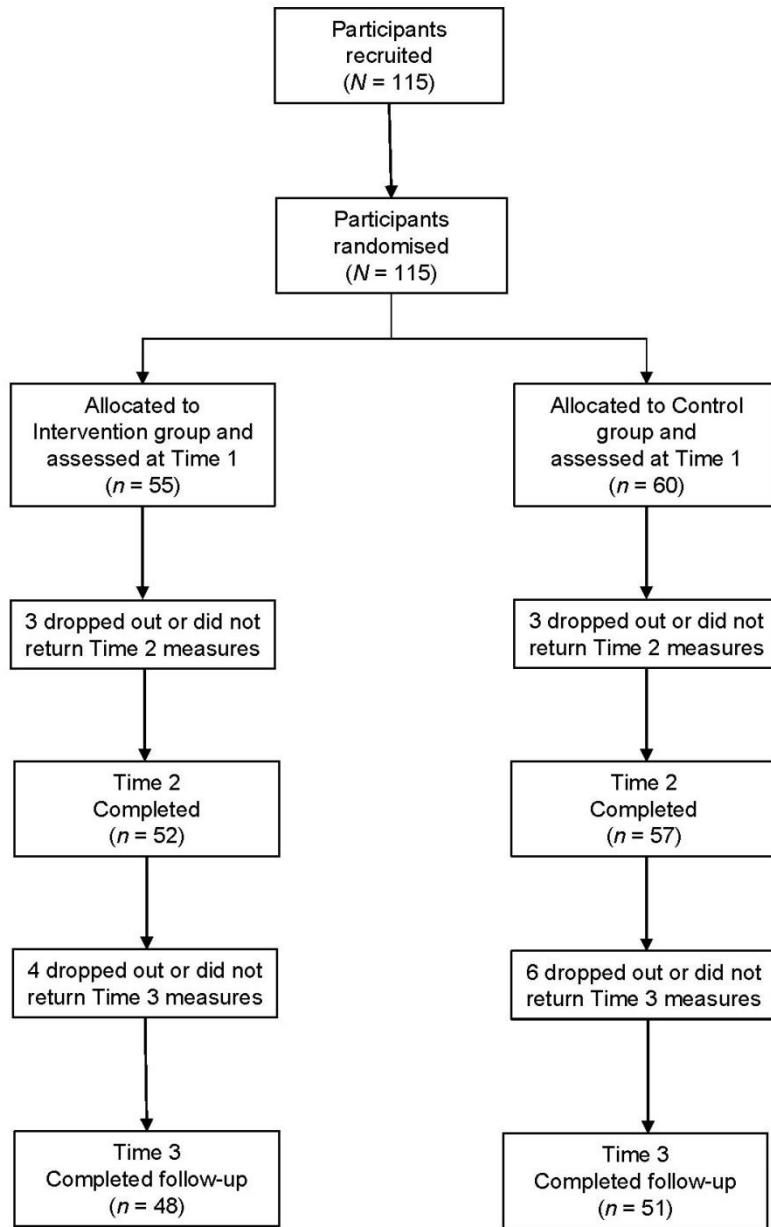 Participants
recruited
(N = 115)
Participants
randomised
(N = 115)
Allocated to
Intervention group and
assessed at Time 1
(n = 55)
Allocated to Control
group and
assessed at Time 1
(n = 60)
3 dropped out or did not
return Time 2 measures
3 dropped out or did not
return Time 2 measures
Time 2
Completed
(n = 52)
Time 2
Completed
(n = 57)
4 dropped out or did not
return Time 3 measures
6 dropped out or did not
return Time 3 measures
Time 3
Completed follow-up
(n = 48)
Time 3
Completed follow-up
(n = 51)